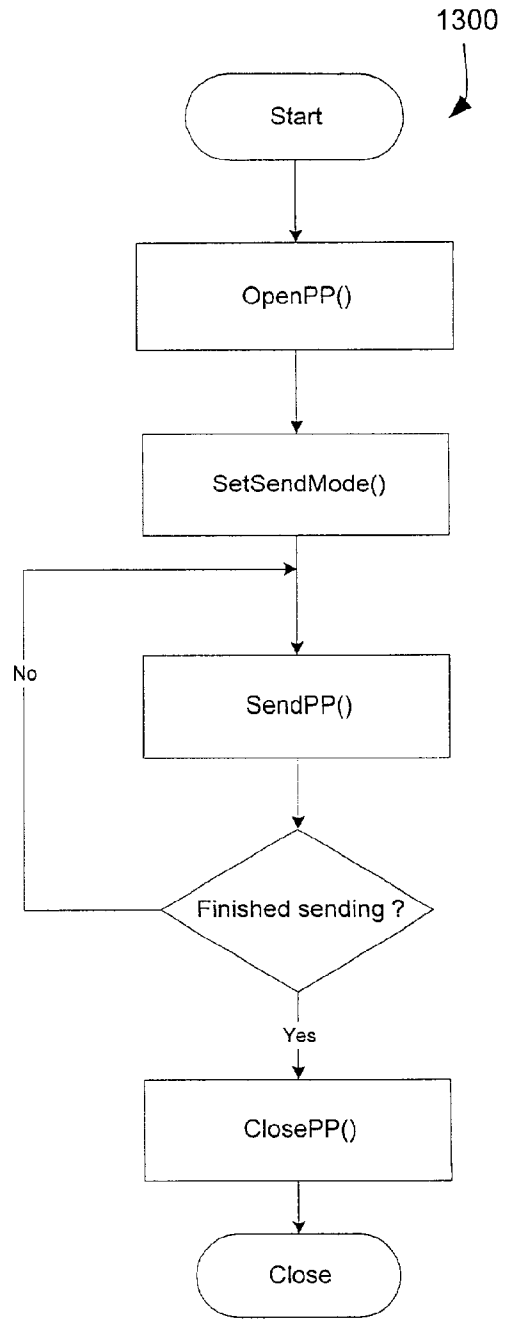 1300
Start
OpenPP()
SetSendMode()
No
SendPP()
Finished sending ?
Yes
ClosePP()
Close